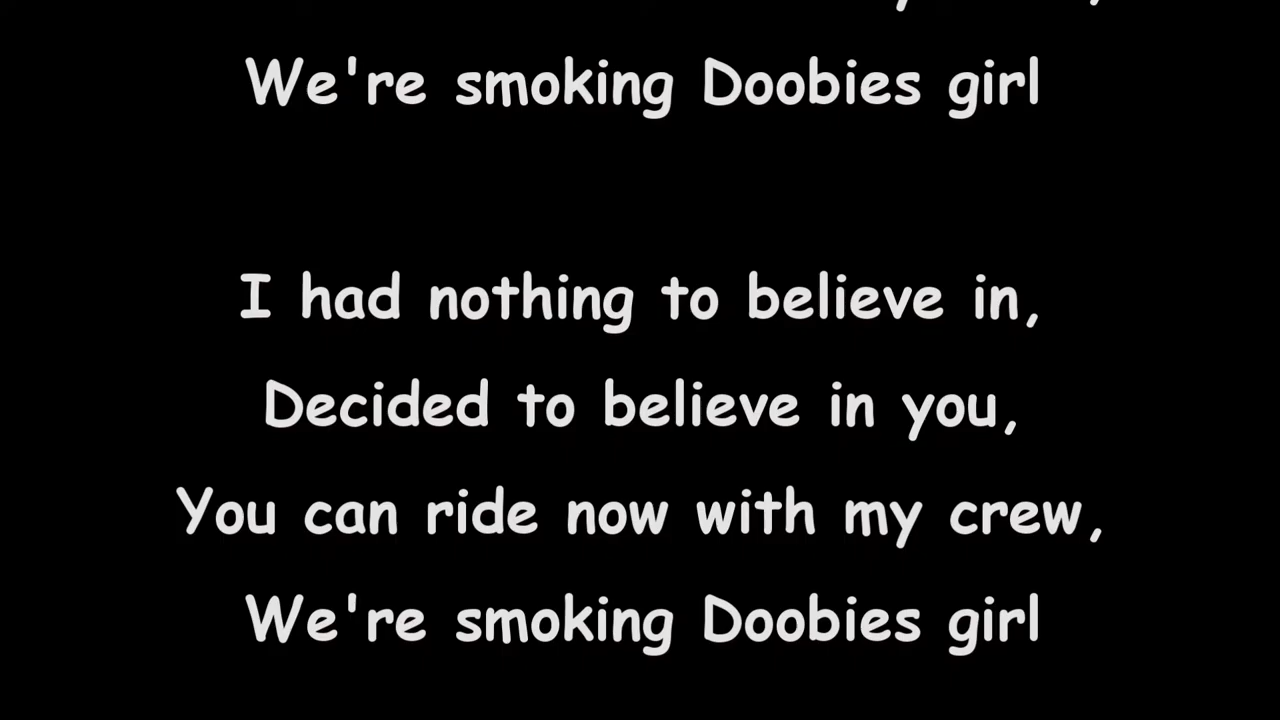 We're smoking Doobies girl
I had nothing to believe in,
Decided to believe in you,
You can ride now with my crew,
We're smoking Doobies girl